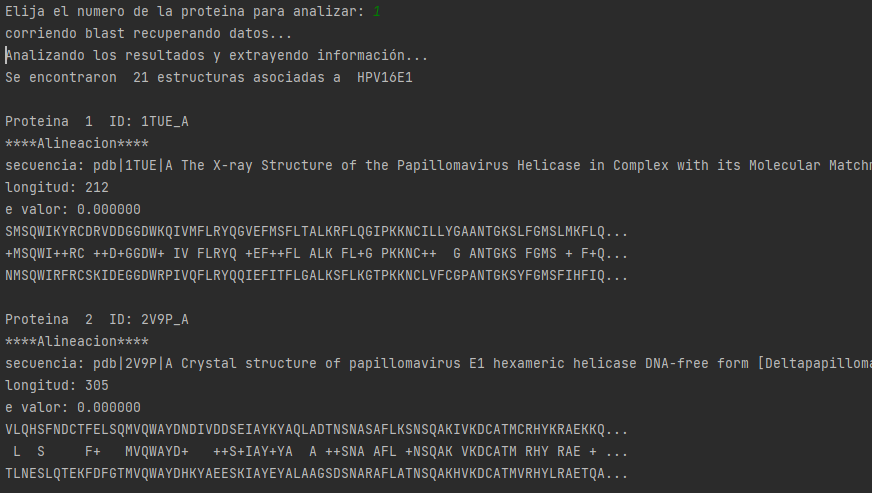 Elija el numero de la proteina para analizar: 1
corriendo blast recuperando datos...
Analizando los resultados y extrayendo información...
Se encontraron  21 estructuras asociadas a  HPV16E1
Proteina  1  ID: 1TUE_A
****Alineacion****
secuencia: pdb|1TUE|A The X-ray Structure of the Papillomavirus Helicase in Complex with its Molecular Matchm
longitud: 212
e valor: 0.000000
SMSQWIKYRCDRVDDGGDWKQIVMFLRYQGVEFMSFLTALKRFLQGIPKKNCILLYGAANTGKSLFGMSLMKFLQ...
+MSQWI++RC ++D+GGDW+ IV FLRYQ +EF++FL ALK FL+G PKKNC++  G ANTGKS FGMS + F+Q...
NMSQWIRFRCSKIDEGGDWRPIVQFLRYQQIEFITFLGALKSFLKGTPKKNCLVFCGPANTGKSYFGMSFIHFIQ...
Proteina  2  ID: 2V9P_A
****Alineacion****
secuencia: pdb|2V9P|A Crystal structure of papillomavirus E1 hexameric helicase DNA-free form [Deltapapilloma
longitud: 305
e valor: 0.000000
VLQHSFNDCTFELSQMVQWAYDNDIVDDSEIAYKYAQLADTNSNASAFLKSNSQAKIVKDCATMCRHYKRAEKKQ...
 L  S     F+   MVQWAYD+   ++S+IAY+YA  A ++SNA AFL +NSQAK VKDCATM RHY RAE + ...
TLNESLQTEKFDFGTMVQWAYDHKYAEESKIAYEYALAAGSDSNARAFLATNSQAKHVKDCATMVRHYLRAETQA...